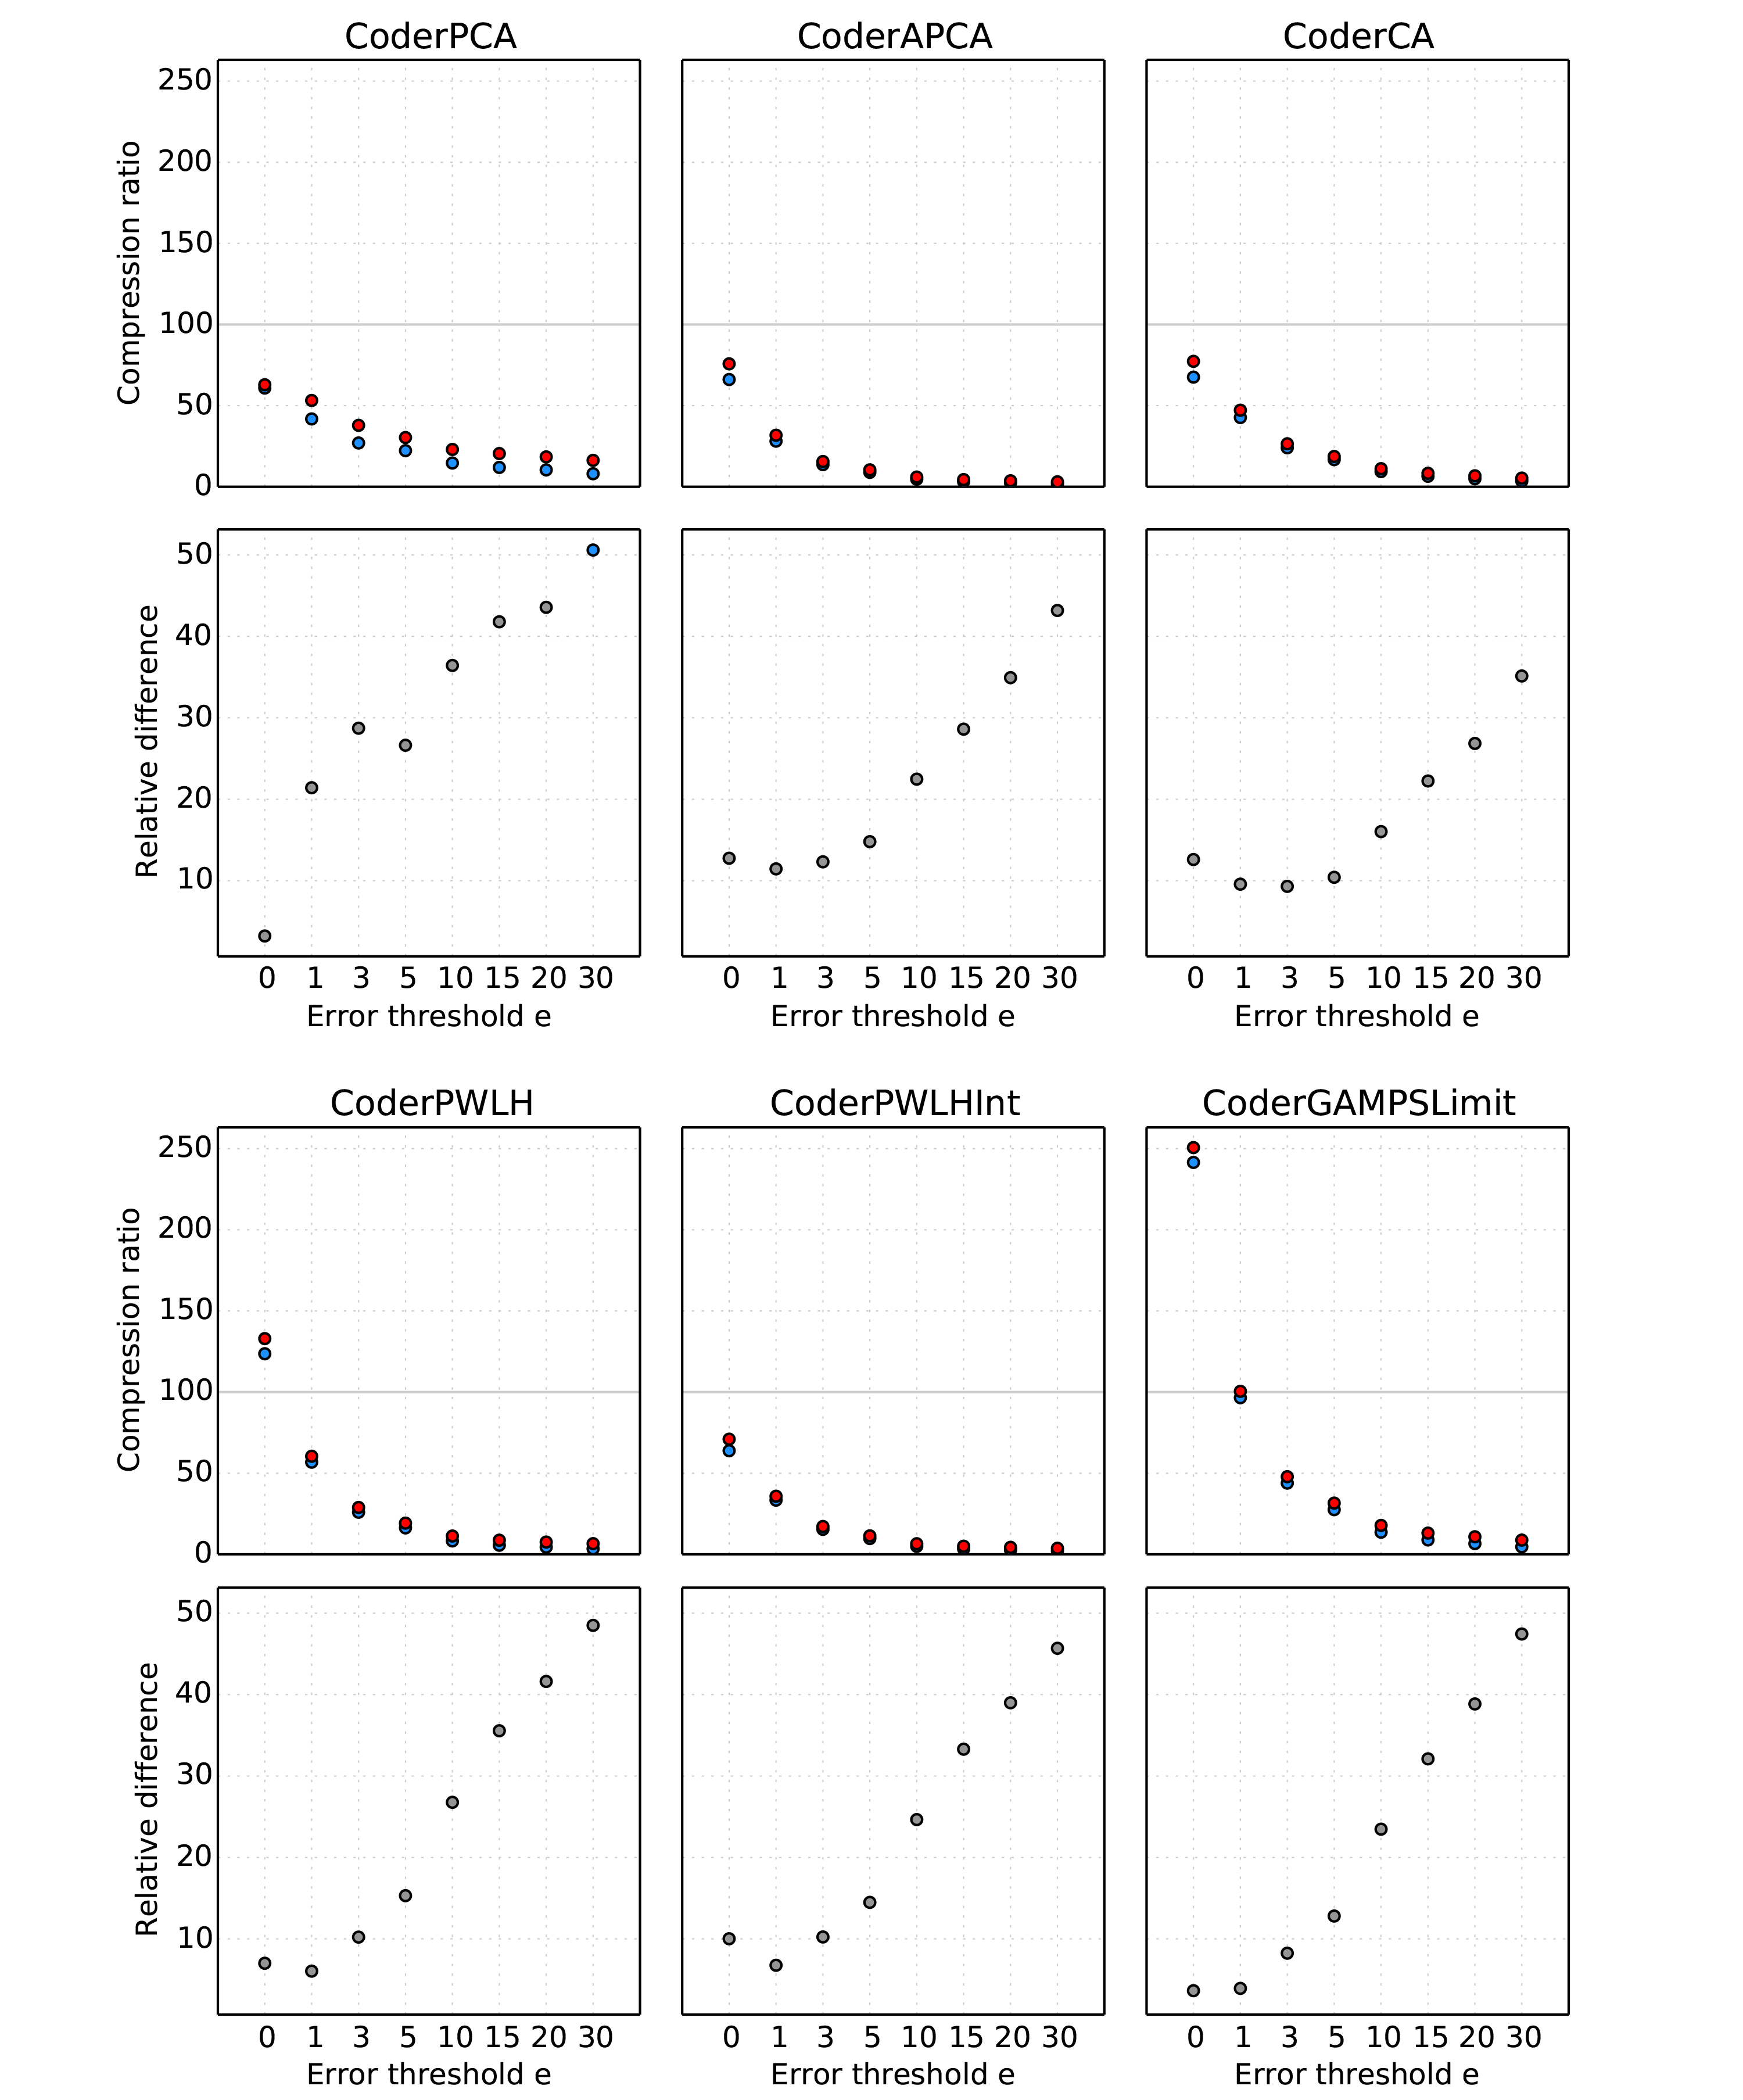 CoderPCA CoderAPCA CoderCA
Compression ratio
250
200
150
100
50
0
Relative difference
50
40
30
20
10
0 1 3 5 10 15 20 30 0 1 3 5 10 15 20 30 0 1 3 5 10 15 20 30
Error threshold e Error threshold e Error threshold e
CoderPWLH CoderPWLHInt CoderGAMPSLimit
Compression ratio
250
200
150
100
50
0
Relative difference
50
40
30
20
10
0 1 3 5 10 15 20 30 0 1 3 5 10 15 20 30 0 1 3 5 10 15 20 30
Error threshold e Error threshold e Error threshold e